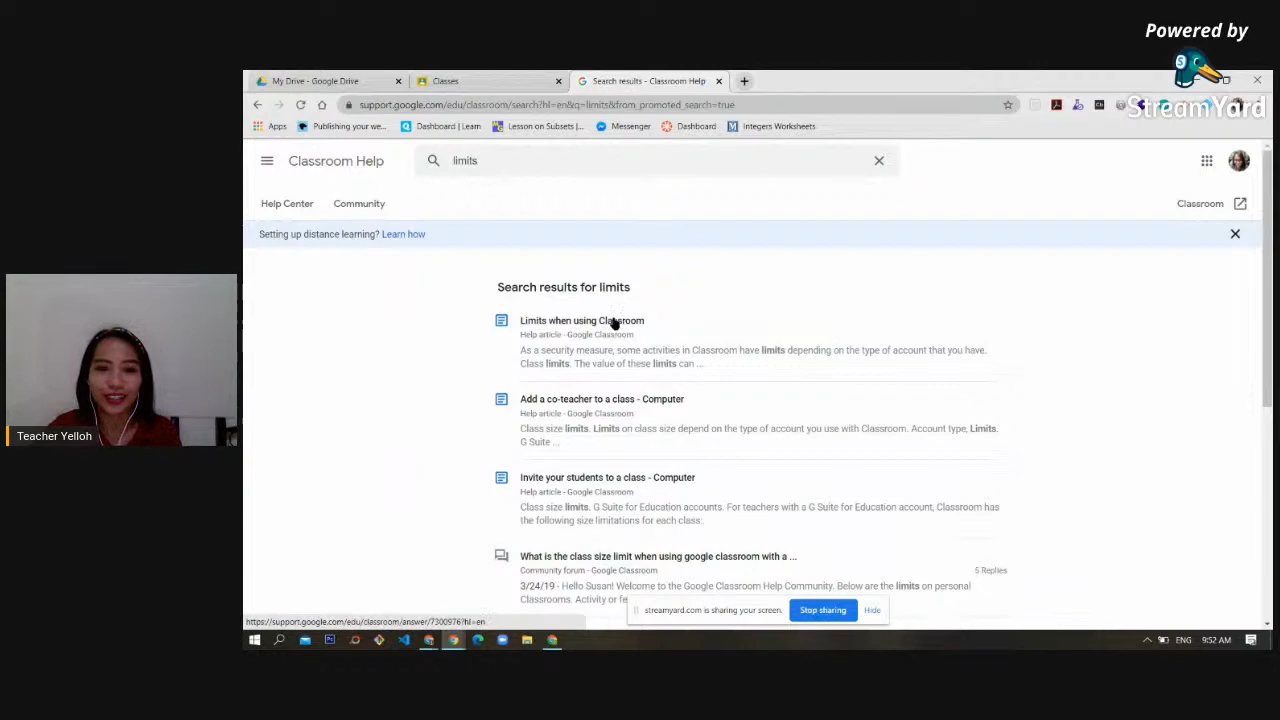 Powered by
StreamYard
My Drive - Google Drive
Classes
Search results - Classroom Help
support.google.com/edu/classroom/search?hl=en&q=limits&from_promoted_search=true
Apps
Publishing your we...
Dashboard | Learn
Lesson on Subsets |...
Messenger
Dashboard
Integers Worksheets
Classroom Help
limits
Help Center
Community
Classroom
Setting up distance learning? Learn how
Search results for limits
Limits when using Classroom
Help article - Google Classroom
As a security measure, some activities in Classroom have limits depending on the type of account that you have.
Class limits. The value of these limits can ...
Add a co-teacher to a class - Computer
Help article - Google Classroom
Class size limits. Limits on class size depend on the type of account you use with Classroom. Account type, Limits.
G Suite ...
Invite your students to a class - Computer
Help article - Google Classroom
Class size limits. G Suite for Education accounts. For teachers with a G Suite for Education account, Classroom has
the following size limitations for each class:
What is the class size limit when using google classroom with a ...
Community forum - Google Classroom
5 Replies
3/24/19 - Hello Susan! Welcome to the Google Classroom Help Community. Below are the limits on personal
Classrooms. Activity or fe
streamyard.com is sharing your screen.
Stop sharing
Hide
https://support.google.com/edu/classroom/answer/7300976?hl=en
ENG
9:52 AM
Teacher Yelloh